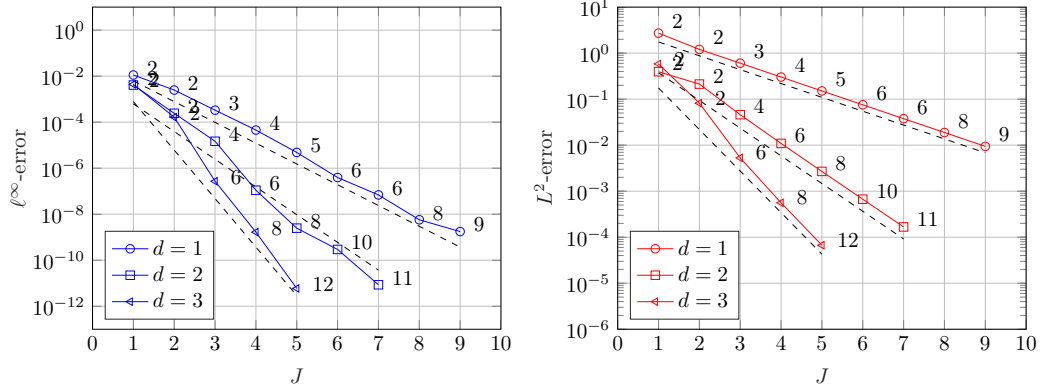 10^0
10^{-2}
10^{-4}
10^{-6}
10^{-8}
10^{-10}
10^{-12}
ℓ^∞-error
2 2 3 4 5 6 6 8 9
2 2 4 6 8 10 11
2 2 6 8 12
d = 1
d = 2
d = 3
0 1 2 3 4 5 6 7 8 9 10
J
10^1
10^0
10^{-1}
10^{-2}
10^{-3}
10^{-4}
10^{-5}
10^{-6}
L^2-error
2 2 3 4 5 6 6 8 9
2 2 4 6 8 10 11
2 2 6 8 12
d = 1
d = 2
d = 3
0 1 2 3 4 5 6 7 8 9 10
J